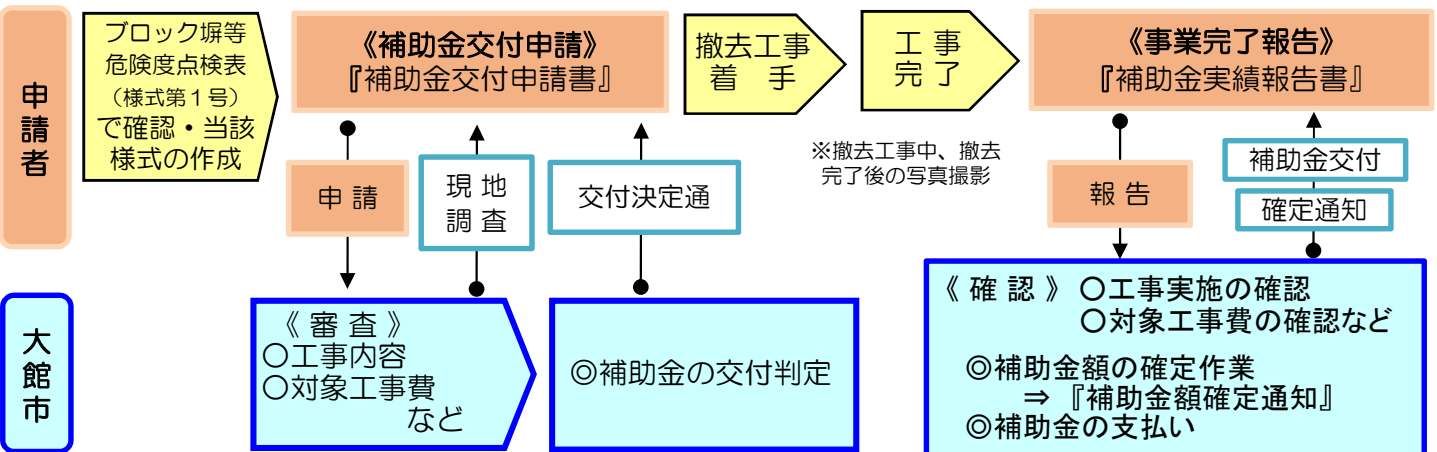 申請者
ブロック塀等
危険度点検表
（様式第１号）
で確認・当該
様式の作成
《補助金交付申請》
『補助金交付申請書』
撤去工事
着　手
工 事
完 了
《事業完了報告》
『補助金実績報告書』
※撤去工事中、撤去
完了後の写真撮影
申 請
現 地
調 査
交付決定通
報 告
補助金交付
確定通知
大館市
《 審 査 》
〇工事内容
〇対象工事費
など
◎補助金の交付判定
《 確 認 》 〇工事実施の確認
〇対象工事費の確認など
◎補助金額の確定作業
⇒ 『補助金額確定通知』
◎補助金の支払い